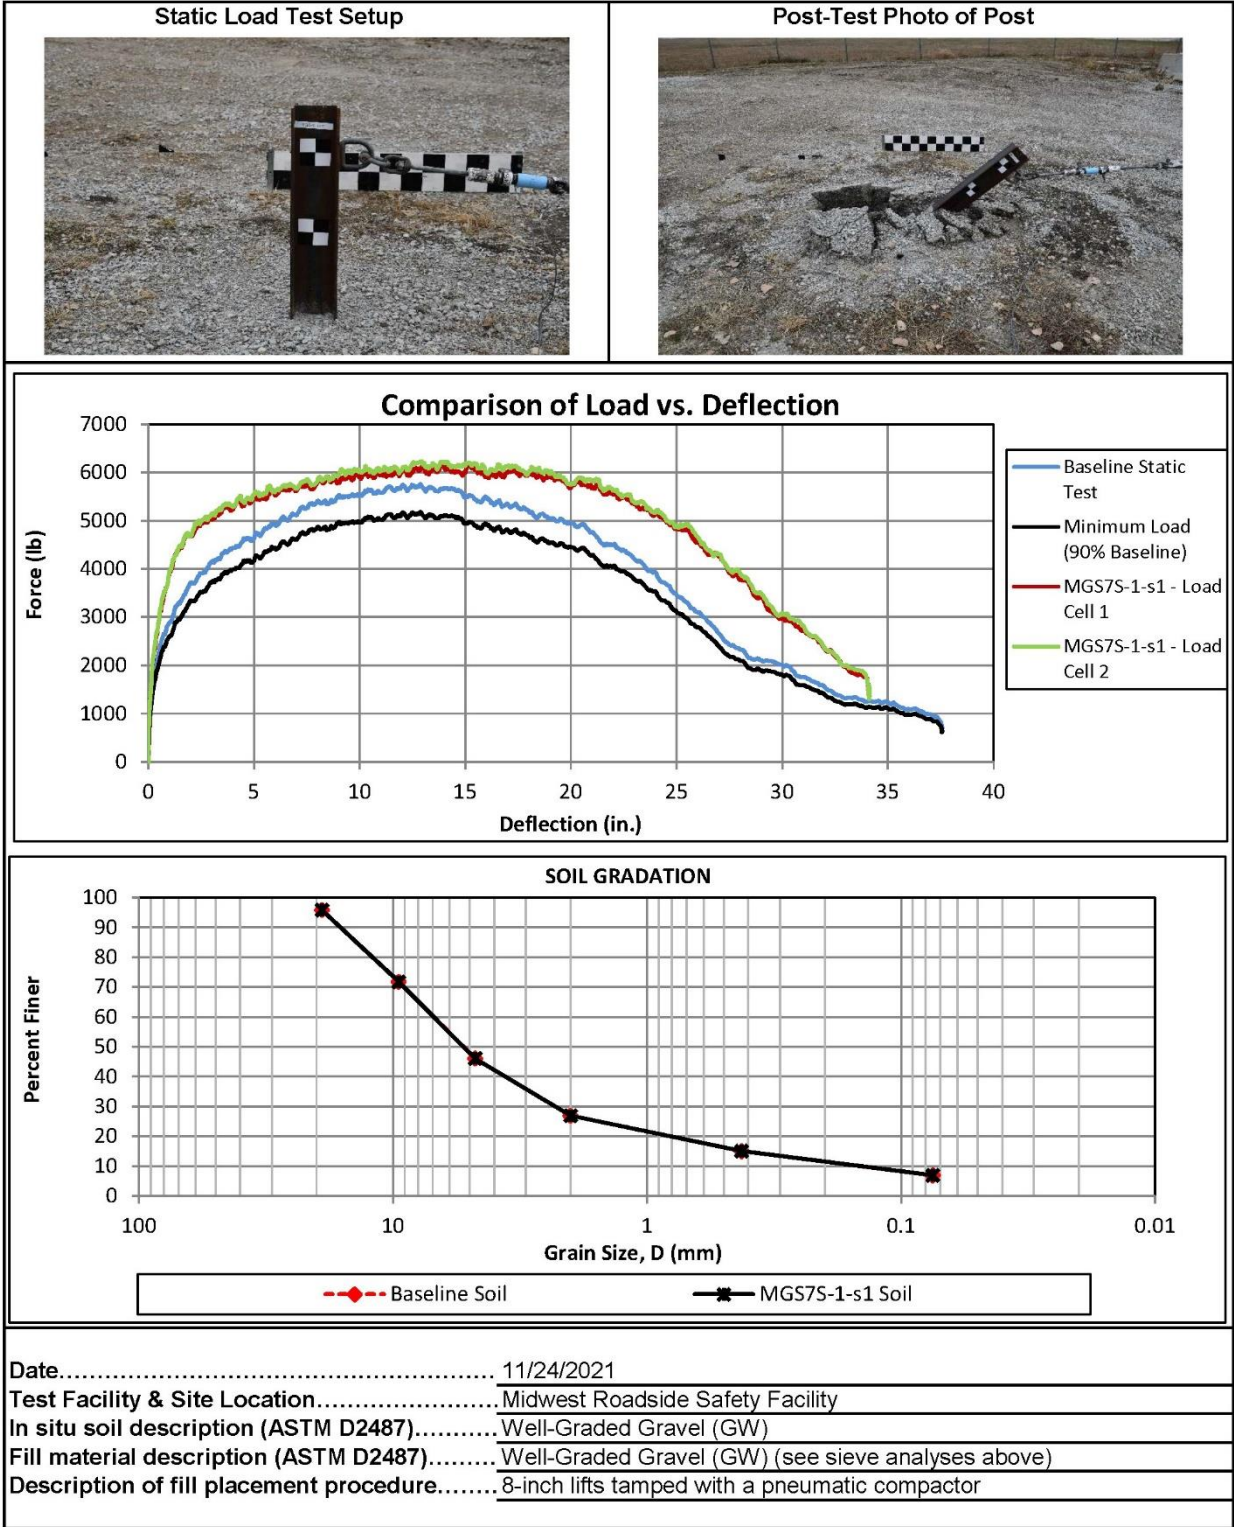 Static Load Test Setup
Post-Test Photo of Post
Comparison of Load vs. Deflection
7000
6000
5000
4000
3000
2000
1000
0
Force (lb)
0 5 10 15 20 25 30 35 40
Deflection (in.)
Baseline Static
Test
Minimum Load
(90% Baseline)
MGS7S-1-s1 - Load
Cell 1
MGS7S-1-s1 - Load
Cell 2
SOIL GRADATION
100
90
80
70
60
50
40
30
20
10
0
Percent Finer
100 10 1 0.1 0.01
Grain Size, D (mm)
Baseline Soil
MGS7S-1-s1 Soil
Date.................................................... 11/24/2021
Test Facility & Site Location...................... Midwest Roadside Safety Facility
In situ soil description (ASTM D2487).......... Well-Graded Gravel (GW)
Fill material description (ASTM D2487)........ Well-Graded Gravel (GW) (see sieve analyses above)
Description of fill placement procedure....... 8-inch lifts tamped with a pneumatic compactor